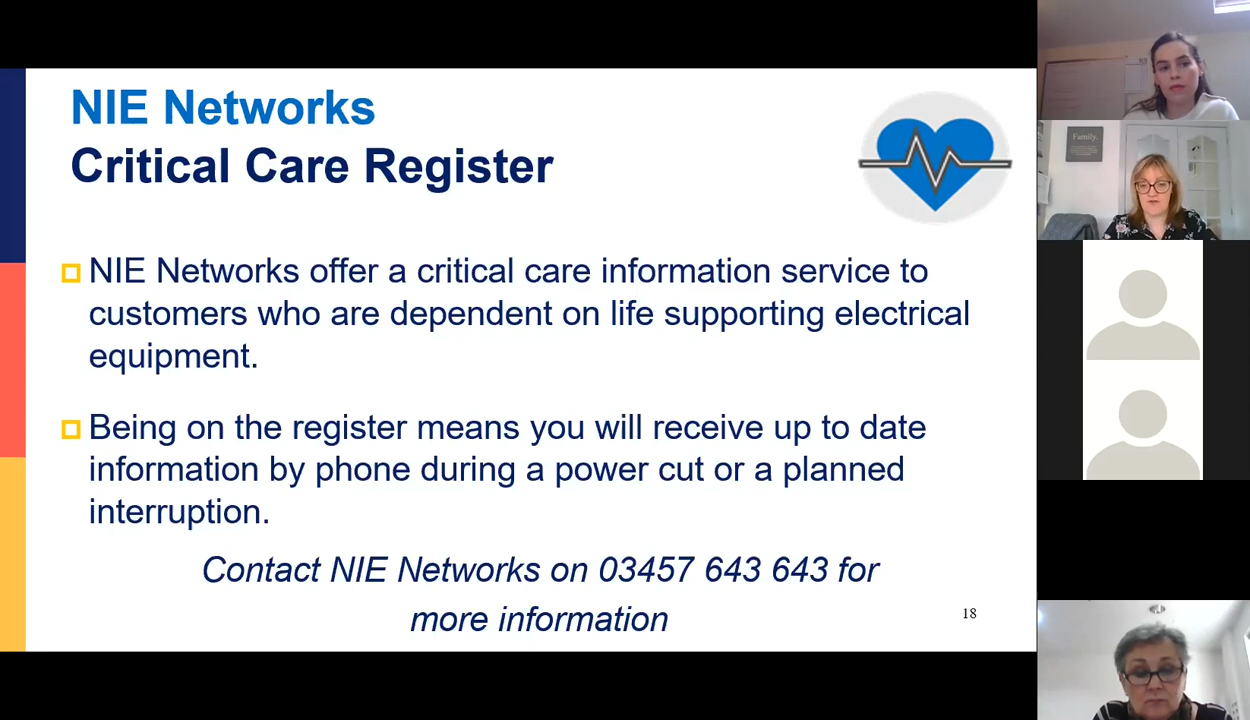 NIE Networks
Critical Care Register
NIE Networks offer a critical care information service to
customers who are dependent on life supporting electrical
equipment.
Being on the register means you will receive up to date
information by phone during a power cut or a planned
interruption.
Contact NIE Networks on 03457 643 643 for
more information
18
Family.